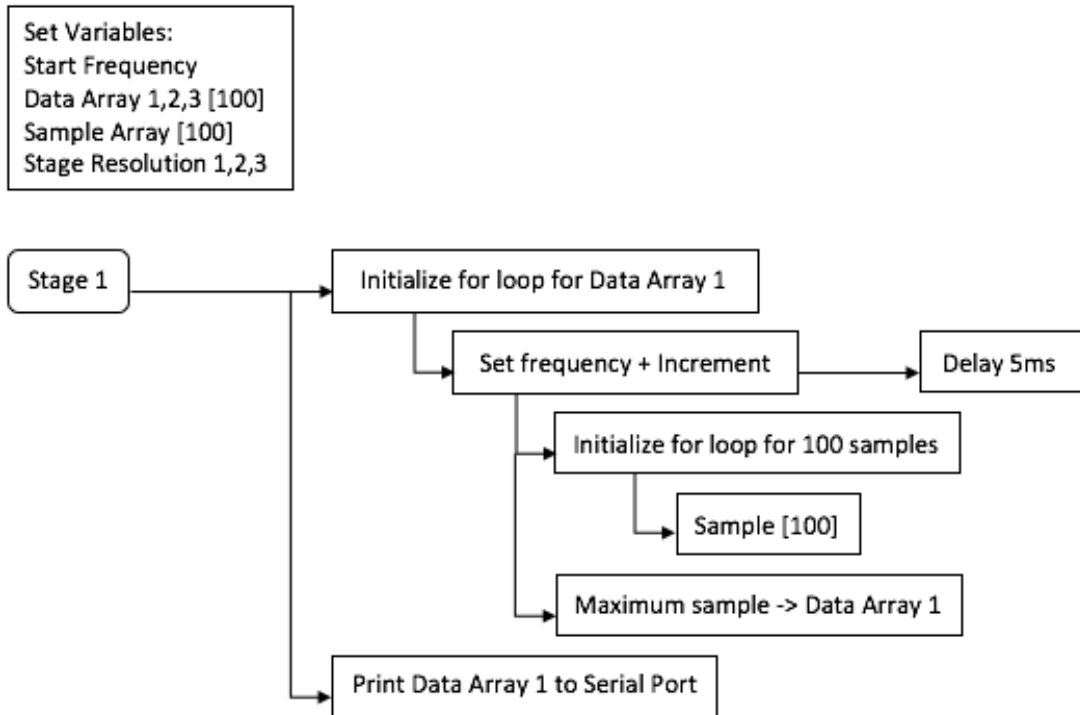 Set Variables:
Start Frequency
Data Array 1,2,3 [100]
Sample Array [100]
Stage Resolution 1,2,3
Stage 1
Initialize for loop for Data Array 1
Set frequency + Increment
Delay 5ms
Initialize for loop for 100 samples
Sample [100]
Maximum sample -> Data Array 1
Print Data Array 1 to Serial Port